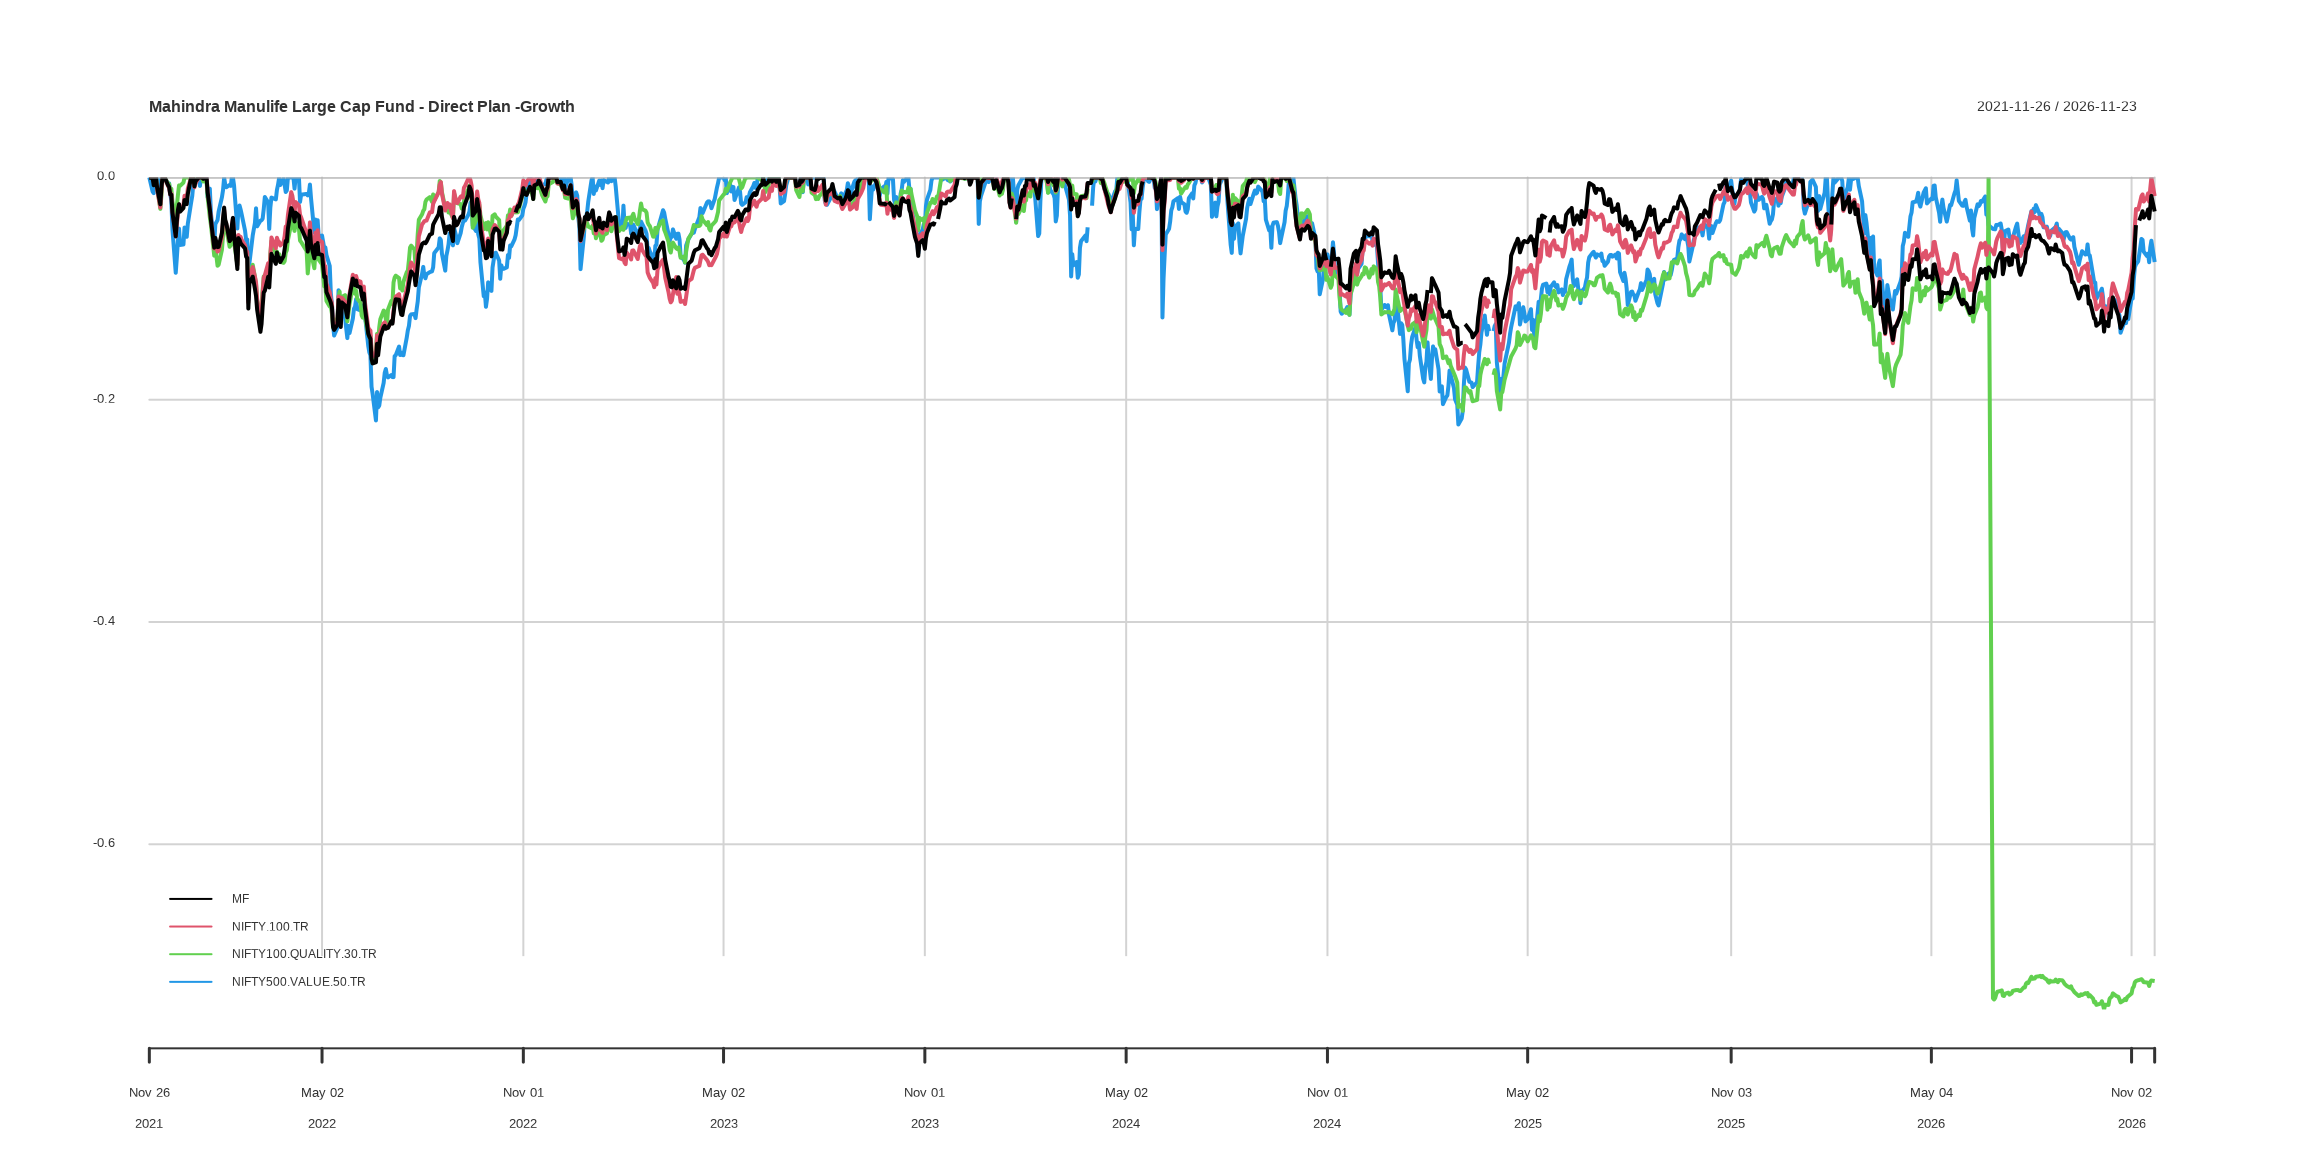 Mahindra Manulife Large Cap Fund - Direct Plan -Growth
2021-11-26 / 2026-11-23
0.0
-0.2
-0.4
-0.6
MF
NIFTY.100.TR
NIFTY100.QUALITY.30.TR
NIFTY500.VALUE.50.TR
Nov 26 May 02 Nov 01 May 02 Nov 01 May 02 Nov 01 May 02 Nov 03 May 04 Nov 02
2021 2022 2022 2023 2023 2024 2024 2025 2025 2026 2026